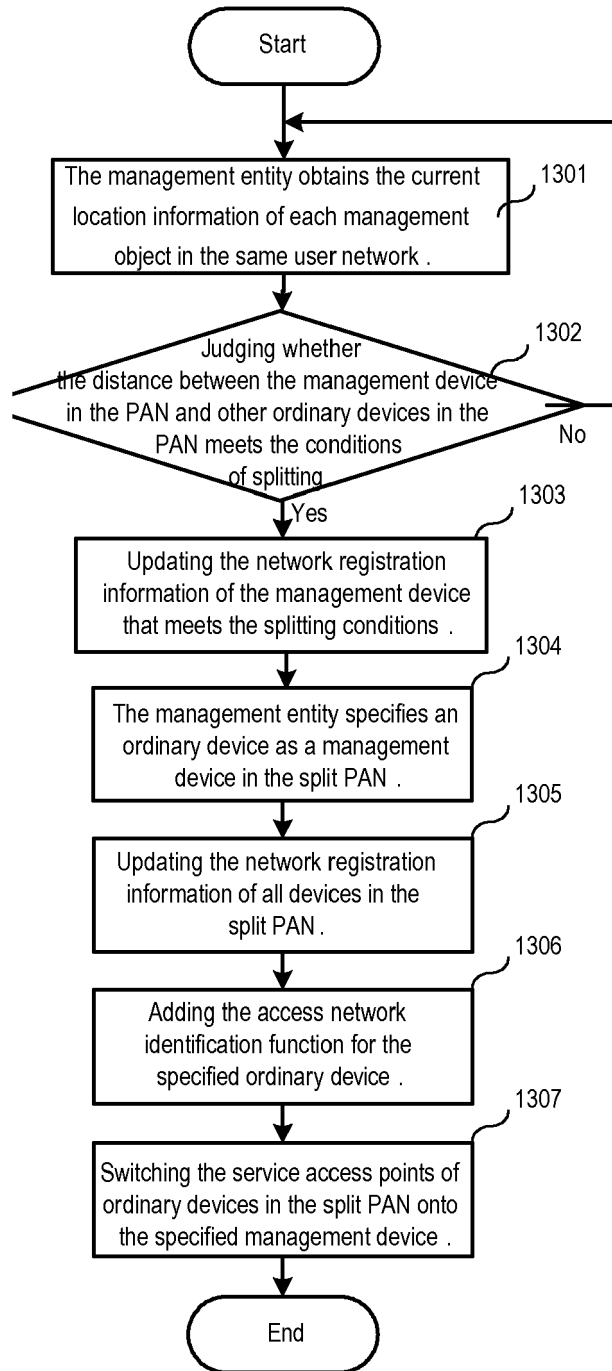 Start
The management entity obtains the current
location information of each management
object in the same user network .
1301
Judging whether
the distance between the management device
in the PAN and other ordinary devices in the
PAN meets the conditions
of splitting
1302
No
Yes
1303
Updating the network registration
information of the management device
that meets the splitting conditions .
1304
The management entity specifies an
ordinary device as a management
device in the split PAN .
1305
Updating the network registration
information of all devices in the
split PAN .
1306
Adding the access network
identification function for the
specified ordinary device .
1307
Switching the service access points of
ordinary devices in the split PAN onto
the specified management device .
End